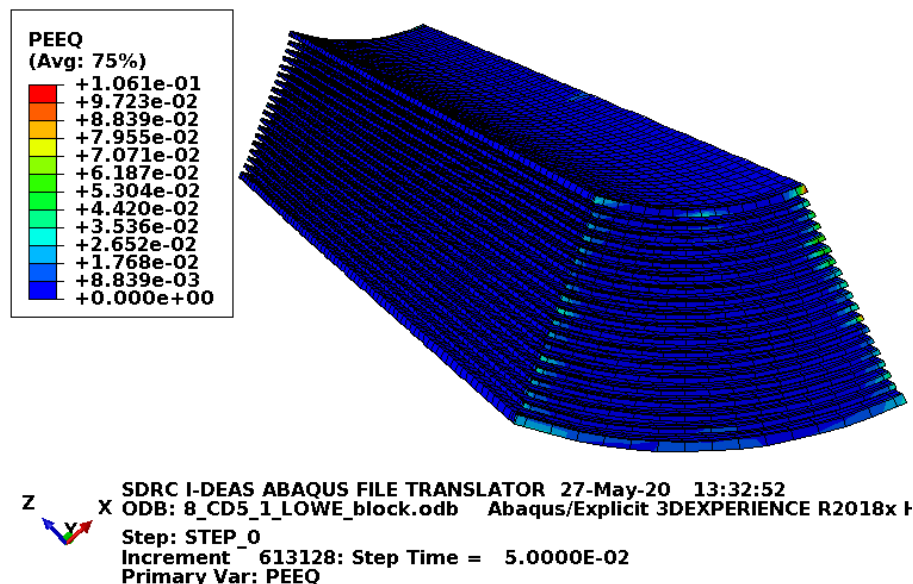 PEEQ
(Avg: 75%)
+1.061e-01
+9.723e-02
+8.839e-02
+7.955e-02
+7.071e-02
+6.187e-02
+5.304e-02
+4.420e-02
+3.536e-02
+2.652e-02
+1.768e-02
+8.839e-03
+0.000e+00
SDRC I-DEAS ABAQUS FILE TRANSLATOR 27-May-20 13:32:52
ODB: 8_CD5_1_LOWE_block.odb Abaqus/Explicit 3DEXPERIENCE R2018x H
Step: STEP_0
Increment 613128: Step Time = 5.0000E-02
Primary Var: PEEQ
Z
Y
X